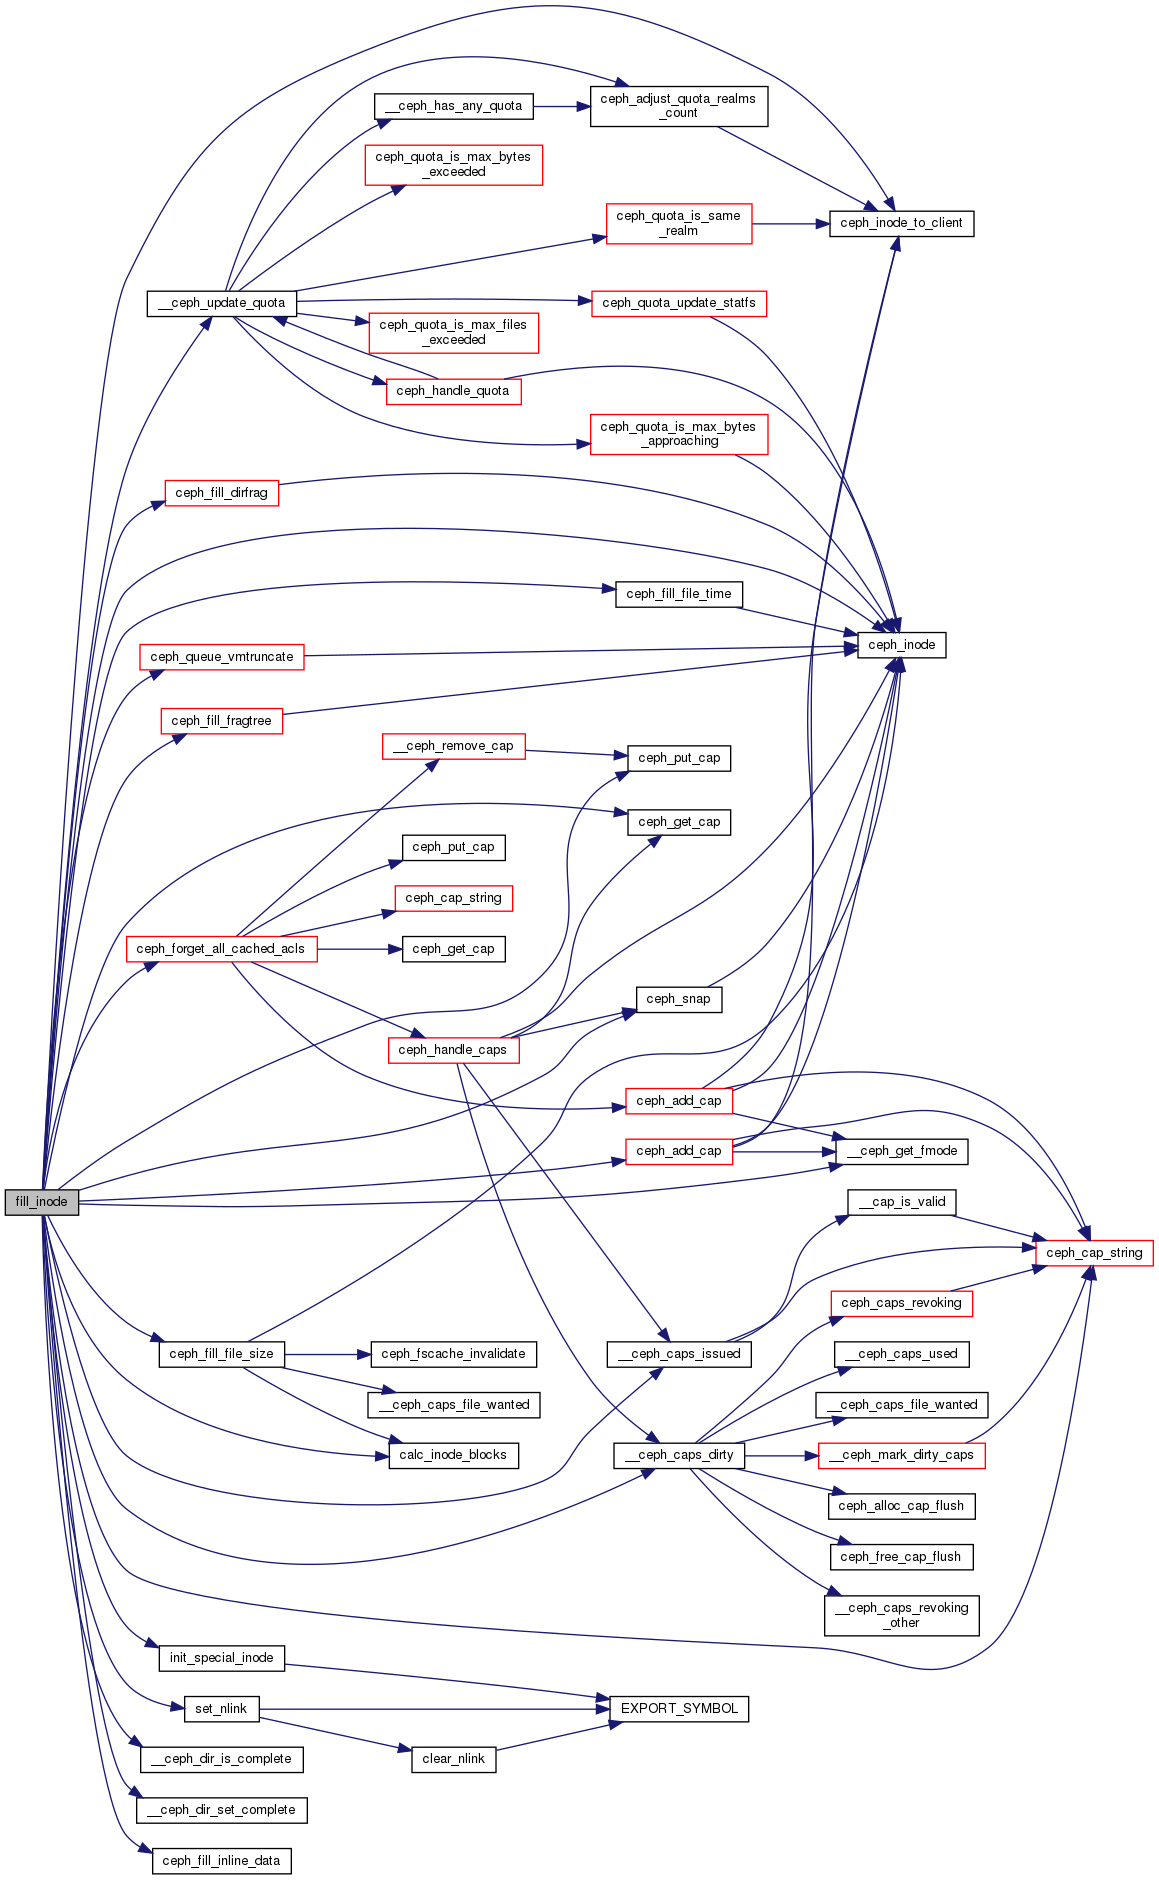 __ceph_has_any_quota
ceph_adjust_quota_realms
_count
ceph_quota_is_max_bytes
_exceeded
ceph_quota_is_same
_realm
ceph_inode_to_client
__ceph_update_quota
ceph_quota_update_statfs
ceph_quota_is_max_files
_exceeded
ceph_handle_quota
ceph_quota_is_max_bytes
_approaching
ceph_fill_dirfrag
ceph_fill_file_time
ceph_inode
ceph_queue_vmtruncate
ceph_fill_fragtree
__ceph_remove_cap
ceph_put_cap
ceph_get_cap
ceph_put_cap
ceph_cap_string
ceph_forget_all_cached_acls
ceph_get_cap
ceph_snap
ceph_handle_caps
ceph_add_cap
ceph_add_cap
__ceph_get_fmode
fill_inode
__cap_is_valid
ceph_cap_string
ceph_caps_revoking
ceph_fill_file_size
ceph_fscache_invalidate
__ceph_caps_issued
__ceph_caps_used
__ceph_caps_file_wanted
__ceph_caps_file_wanted
calc_inode_blocks
__ceph_caps_dirty
__ceph_mark_dirty_caps
ceph_alloc_cap_flush
ceph_free_cap_flush
__ceph_caps_revoking
_other
init_special_inode
set_nlink
EXPORT_SYMBOL
__ceph_dir_is_complete
clear_nlink
__ceph_dir_set_complete
ceph_fill_inline_data